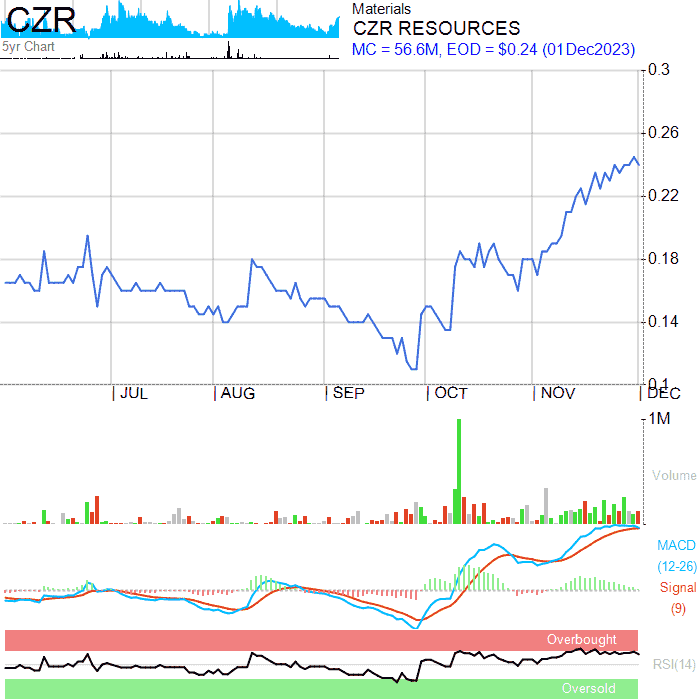 CZR
5yr Chart
Materials
CZR RESOURCES
MC = 56.6M, EOD = $0.24 (01Dec2023)
0.3
0.26
0.22
0.18
0.14
0.1
JUL
AUG
SEP
OCT
NOV
DEC
1M
Volume
MACD
(12-26)
Signal
(9)
Overbought
RSI(14)
Oversold